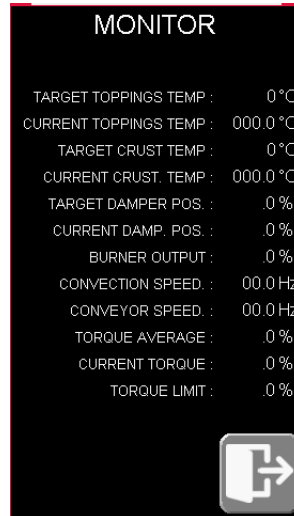 MONITOR
TARGET TOPPINGS TEMP : 0 °C
CURRENT TOPPINGS TEMP : 000.0 °C
TARGET CRUST TEMP : 0 °C
CURRENT CRUST. TEMP : 000.0 °C
TARGET DAMPER POS. : .0 %
CURRENT DAMP. POS. : .0 %
BURNER OUTPUT : .0 %
CONVECTION SPEED. : 00.0 Hz
CONVEYOR SPEED. : 00.0 Hz
TORQUE AVERAGE : .0 %
CURRENT TORQUE : .0 %
TORQUE LIMIT : .0 %